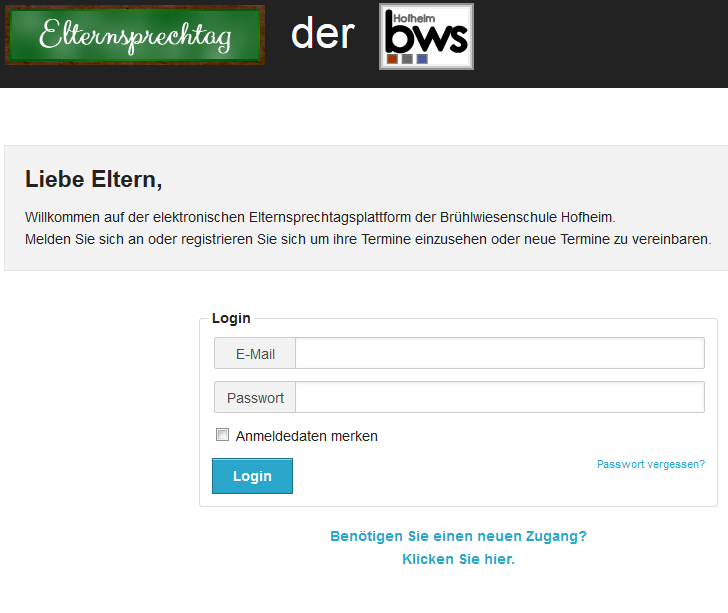 Elternsprechtag der Hofheim bws
Liebe Eltern,
Willkommen auf der elektronischen Elternsprechtagsplattform der Brühlwiesenschule Hofheim.
Melden Sie sich an oder registrieren Sie sich um ihre Termine einzusehen oder neue Termine zu vereinbaren.
Login
E-Mail
Passwort
Anmeldedaten merken
Login Passwort vergessen?
Benötigen Sie einen neuen Zugang?
Klicken Sie hier.